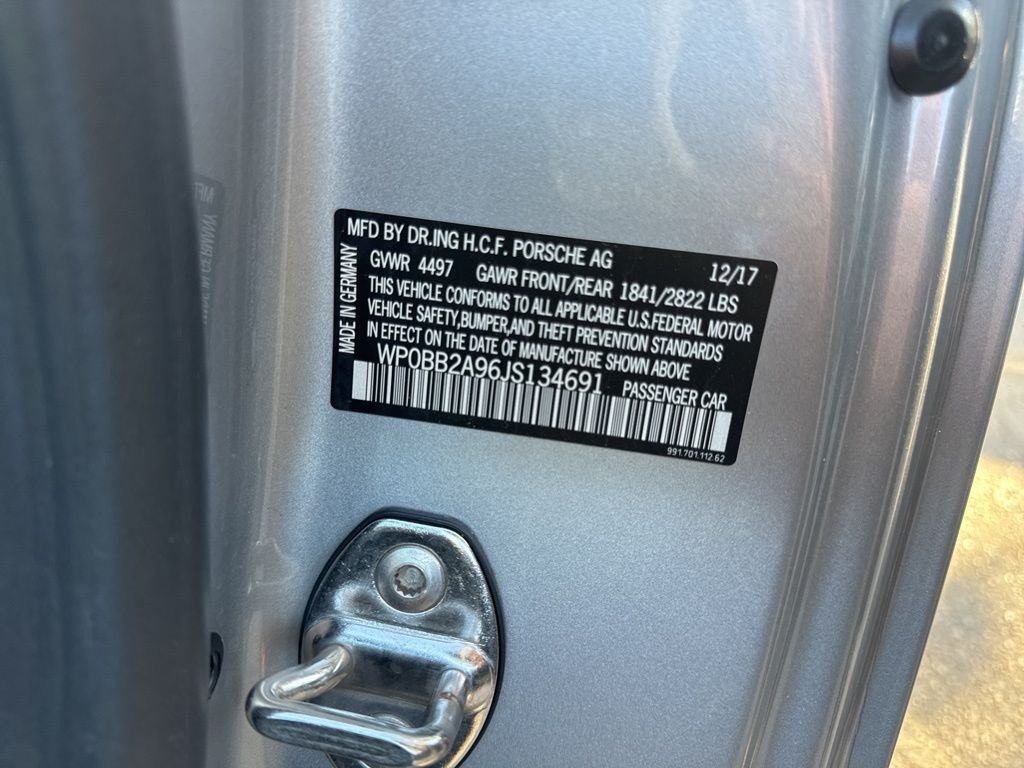 MFD BY DR.ING H.C.F. PORSCHE AG 12/17
MADE IN GERMANY
GVWR 4497 GAWR FRONT/REAR 1841/2822 LBS
THIS VEHICLE CONFORMS TO ALL APPLICABLE U.S.FEDERAL MOTOR
VEHICLE SAFETY,BUMPER,AND THEFT PREVENTION STANDARDS
IN EFFECT ON THE DATE OF MANUFACTURE SHOWN ABOVE
WP0BB2A96JS134691 PASSENGER CAR
991.701.112.62